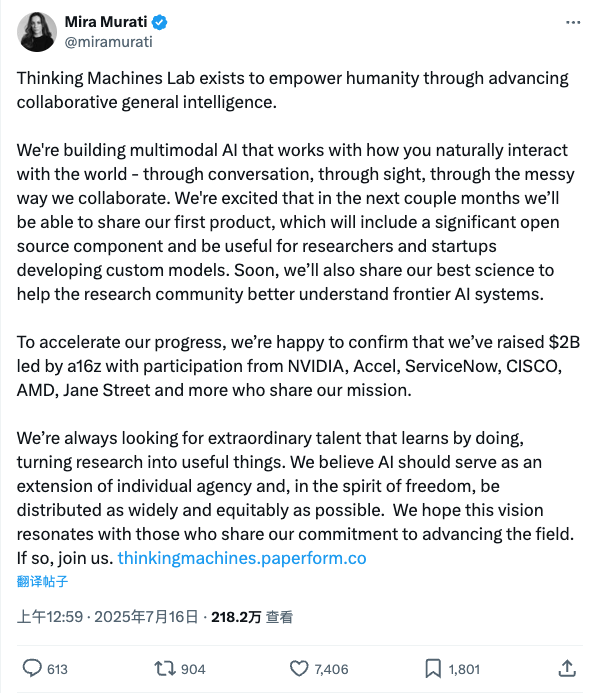 Mira Murati
@miramurati
Thinking Machines Lab exists to empower humanity through advancing
collaborative general intelligence.
We're building multimodal AI that works with how you naturally interact
with the world - through conversation, through sight, through the messy
way we collaborate. We're excited that in the next couple months we’ll
be able to share our first product, which will include a significant open
source component and be useful for researchers and startups
developing custom models. Soon, we’ll also share our best science to
help the research community better understand frontier AI systems.
To accelerate our progress, we’re happy to confirm that we’ve raised $2B
led by a16z with participation from NVIDIA, Accel, ServiceNow, CISCO,
AMD, Jane Street and more who share our mission.
We’re always looking for extraordinary talent that learns by doing,
turning research into useful things. We believe AI should serve as an
extension of individual agency and, in the spirit of freedom, be
distributed as widely and equitably as possible.  We hope this vision
resonates with those who share our commitment to advancing the field.
If so, join us. thinkingmachines.paperform.co
翻译帖子
上午12:59 · 2025年7月16日 · 218.2万 查看
613 904 7,406 1,801